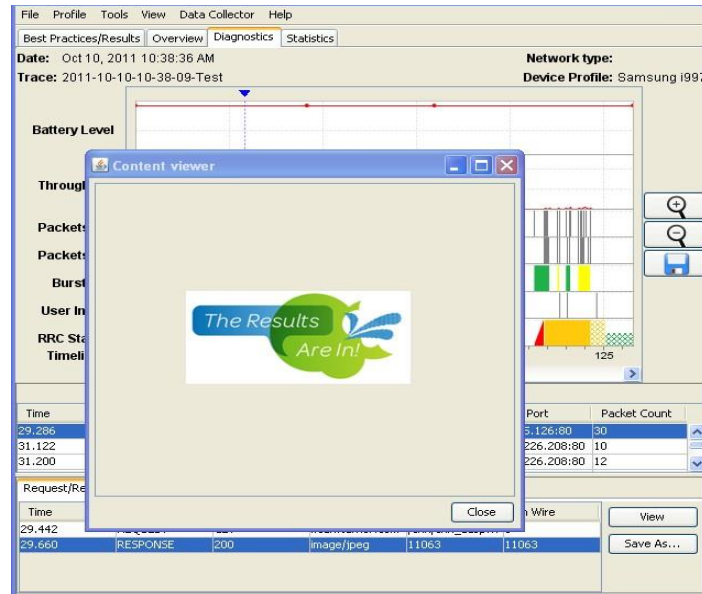 File Profile Tools View Data Collector Help
Best Practices/Results Overview Diagnostics Statistics
Date: Oct 10, 2011 10:38:36 AM Network type:
Trace: 2011-10-10-10-38-09-Test Device Profile: Samsung i997
Battery Level
Content viewer
The Results
Are In!
125
Time Port Packet Count
29.286 5.126:80 30
31.122 226.208:80 10
31.200 226.208:80 12
Close
Time Wire View
29.442
29.660 RESPONSE 200 image/jpeg 11063 11063 Save As...